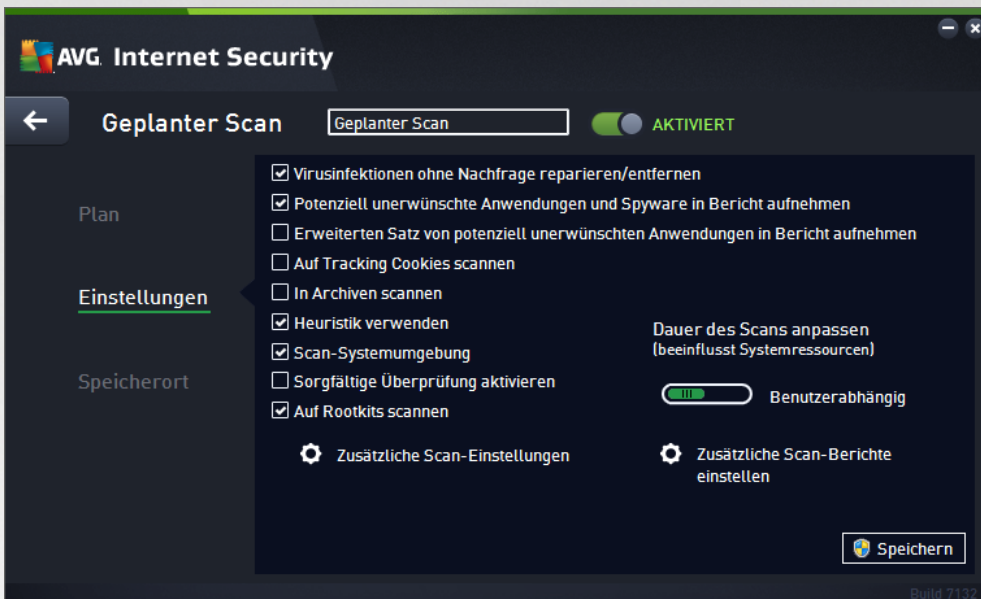 AVG. Internet Security
Geplanter Scan
Geplanter Scan
AKTIVIERT
Plan
Einstellungen
Speicherort
Virusinfektionen ohne Nachfrage reparieren/entfernen
Potenziell unerwünschte Anwendungen und Spyware in Bericht aufnehmen
Erweiterten Satz von potenziell unerwünschten Anwendungen in Bericht aufnehmen
Auf Tracking Cookies scannen
In Archiven scannen
Heuristik verwenden
Scan-Systemumgebung
Sorgfältige Überprüfung aktivieren
Auf Rootkits scannen
Dauer des Scans anpassen
(beeinflusst Systemressourcen)
Benutzerabhängig
Zusätzliche Scan-Einstellungen
Zusätzliche Scan-Berichte
einstellen
Speichern
Build 7132